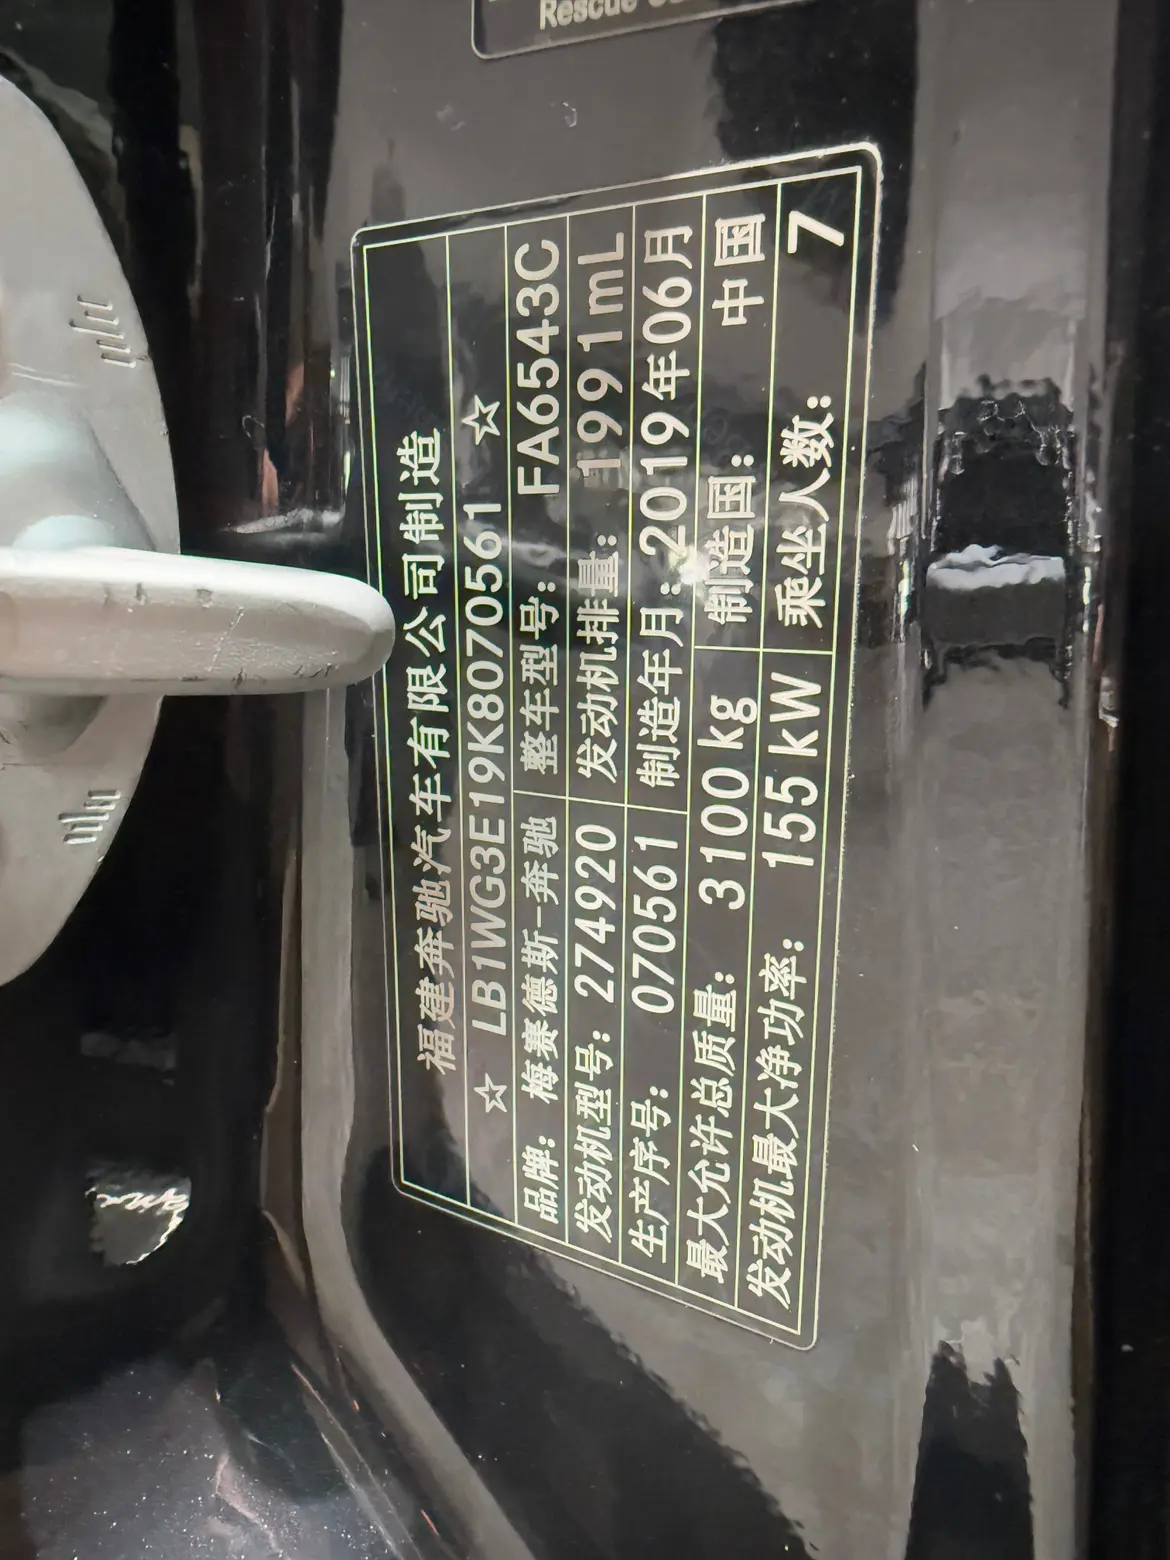 Rescue
福建奔驰汽车有限公司制造
☆ LB1WG3E19K8070561 ☆
品牌：梅赛德斯-奔驰 整车型号：FA6543C
发动机型号：274920 发动机排量：1991mL
生产序号：070561 制造年月：2019年06月
最大允许总质量：3100kg 制造国：中国
发动机最大净功率：155kW 乘坐人数：7